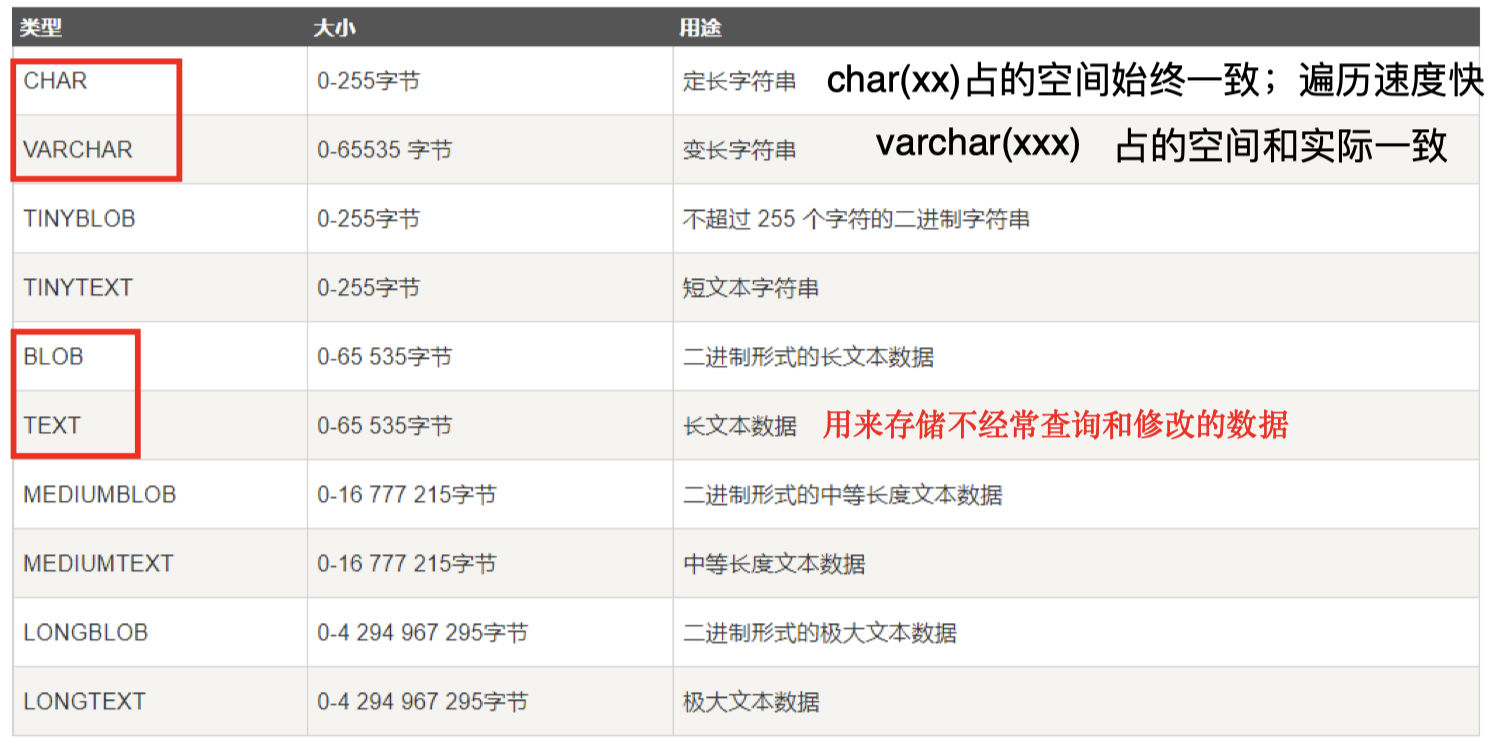 类型 大小 用途
CHAR 0-255字节 定长字符串 char(xx)占的空间始终一致；遍历速度快
VARCHAR 0-65535 字节 变长字符串 varchar(xxx) 占的空间和实际一致
TINYBLOB 0-255字节 不超过 255 个字符的二进制字符串
TINYTEXT 0-255字节 短文本字符串
BLOB 0-65 535字节 二进制形式的长文本数据
TEXT 0-65 535字节 长文本数据 用来存储不经常查询和修改的数据
MEDIUMBLOB 0-16 777 215字节 二进制形式的中等长度文本数据
MEDIUMTEXT 0-16 777 215字节 中等长度文本数据
LONGBLOB 0-4 294 967 295字节 二进制形式的极大文本数据
LONGTEXT 0-4 294 967 295字节 极大文本数据